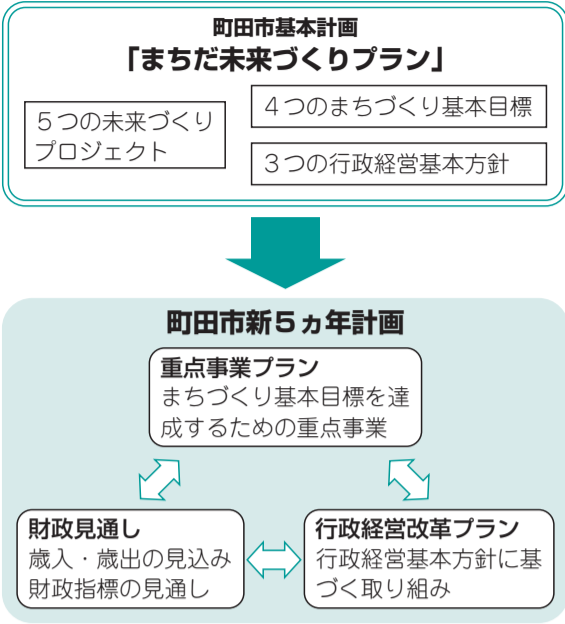 町田市基本計画
「まちだ未来づくりプラン」
５つの未来づくり
プロジェクト
４つのまちづくり基本目標
３つの行政経営基本方針
町田市新５ヵ年計画
重点事業プラン
まちづくり基本目標を達
成するための重点事業
財政見通し
歳入・歳出の見込み
財政指標の見通し
行政経営改革プラン
行政経営基本方針に基
づく取り組み